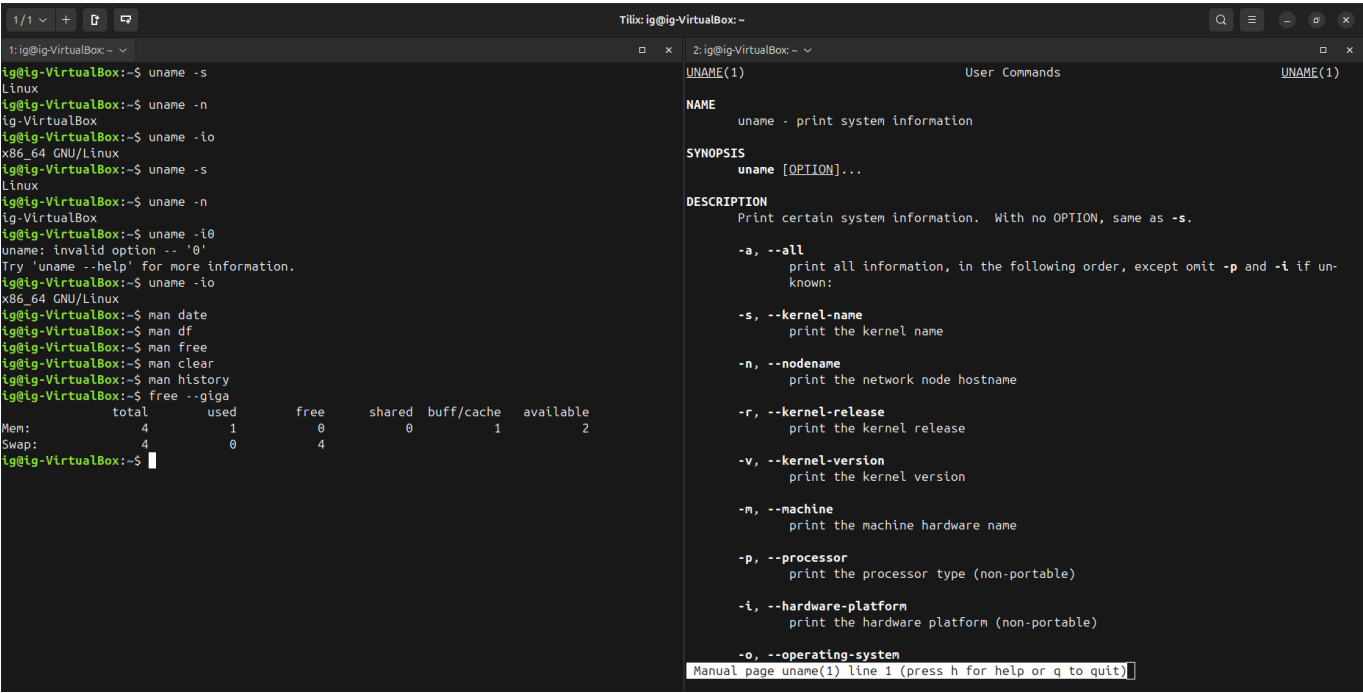 1/1
Tilix: ig@ig-VirtualBox: ~
1: ig@ig-VirtualBox: ~
ig@ig-VirtualBox:~$ uname -s
Linux
ig@ig-VirtualBox:~$ uname -n
ig-VirtualBox
ig@ig-VirtualBox:~$ uname -io
x86_64 GNU/Linux
ig@ig-VirtualBox:~$ uname -s
Linux
ig@ig-VirtualBox:~$ uname -n
ig-VirtualBox
ig@ig-VirtualBox:~$ uname -i0
uname: invalid option -- '0'
Try 'uname --help' for more information.
ig@ig-VirtualBox:~$ uname -io
x86_64 GNU/Linux
ig@ig-VirtualBox:~$ man date
ig@ig-VirtualBox:~$ man df
ig@ig-VirtualBox:~$ man free
ig@ig-VirtualBox:~$ man clear
ig@ig-VirtualBox:~$ man history
ig@ig-VirtualBox:~$ free --giga
total used free shared buff/cache available
Mem: 4 1 0 0 1 2
Swap: 4 0 4
ig@ig-VirtualBox:~$
2: ig@ig-VirtualBox: ~
UNAME(1) User Commands UNAME(1)
NAME
uname - print system information
SYNOPSIS
uname [OPTION]...
DESCRIPTION
Print certain system information. With no OPTION, same as -s.
-a, --all
print all information, in the following order, except omit -p and -i if un-
known:
-s, --kernel-name
print the kernel name
-n, --nodename
print the network node hostname
-r, --kernel-release
print the kernel release
-v, --kernel-version
print the kernel version
-m, --machine
print the machine hardware name
-p, --processor
print the processor type (non-portable)
-i, --hardware-platform
print the hardware platform (non-portable)
-o, --operating-system
Manual page uname(1) line 1 (press h for help or q to quit)